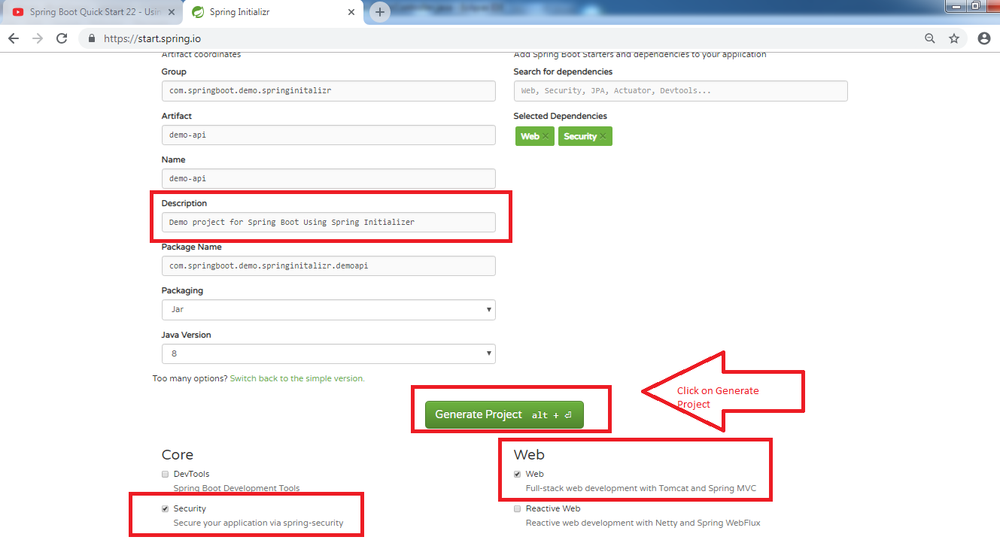 Spring Boot Quick Start 22 - Usin
Spring Initializr
https://start.spring.io
Artifact coordinates
Add Spring Boot Starters and dependencies to your application
Group
com.springboot.demo.springinitalizr
Search for dependencies
Web, Security, JPA, Actuator, Devtools...
Artifact
demo-api
Selected Dependencies
Web ×
Security ×
Name
demo-api
Description
Demo project for Spring Boot Using Spring Initializer
Package Name
com.springboot.demo.springinitalizr.demoapi
Packaging
Jar
Java Version
8
Too many options? Switch back to the simple version.
Click on Generate
Project
Generate Project alt + ⏎
Core
DevTools
Spring Boot Development Tools
Security
Secure your application via spring-security
Web
Web
Full-stack web development with Tomcat and Spring MVC
Reactive Web
Reactive web development with Netty and Spring WebFlux